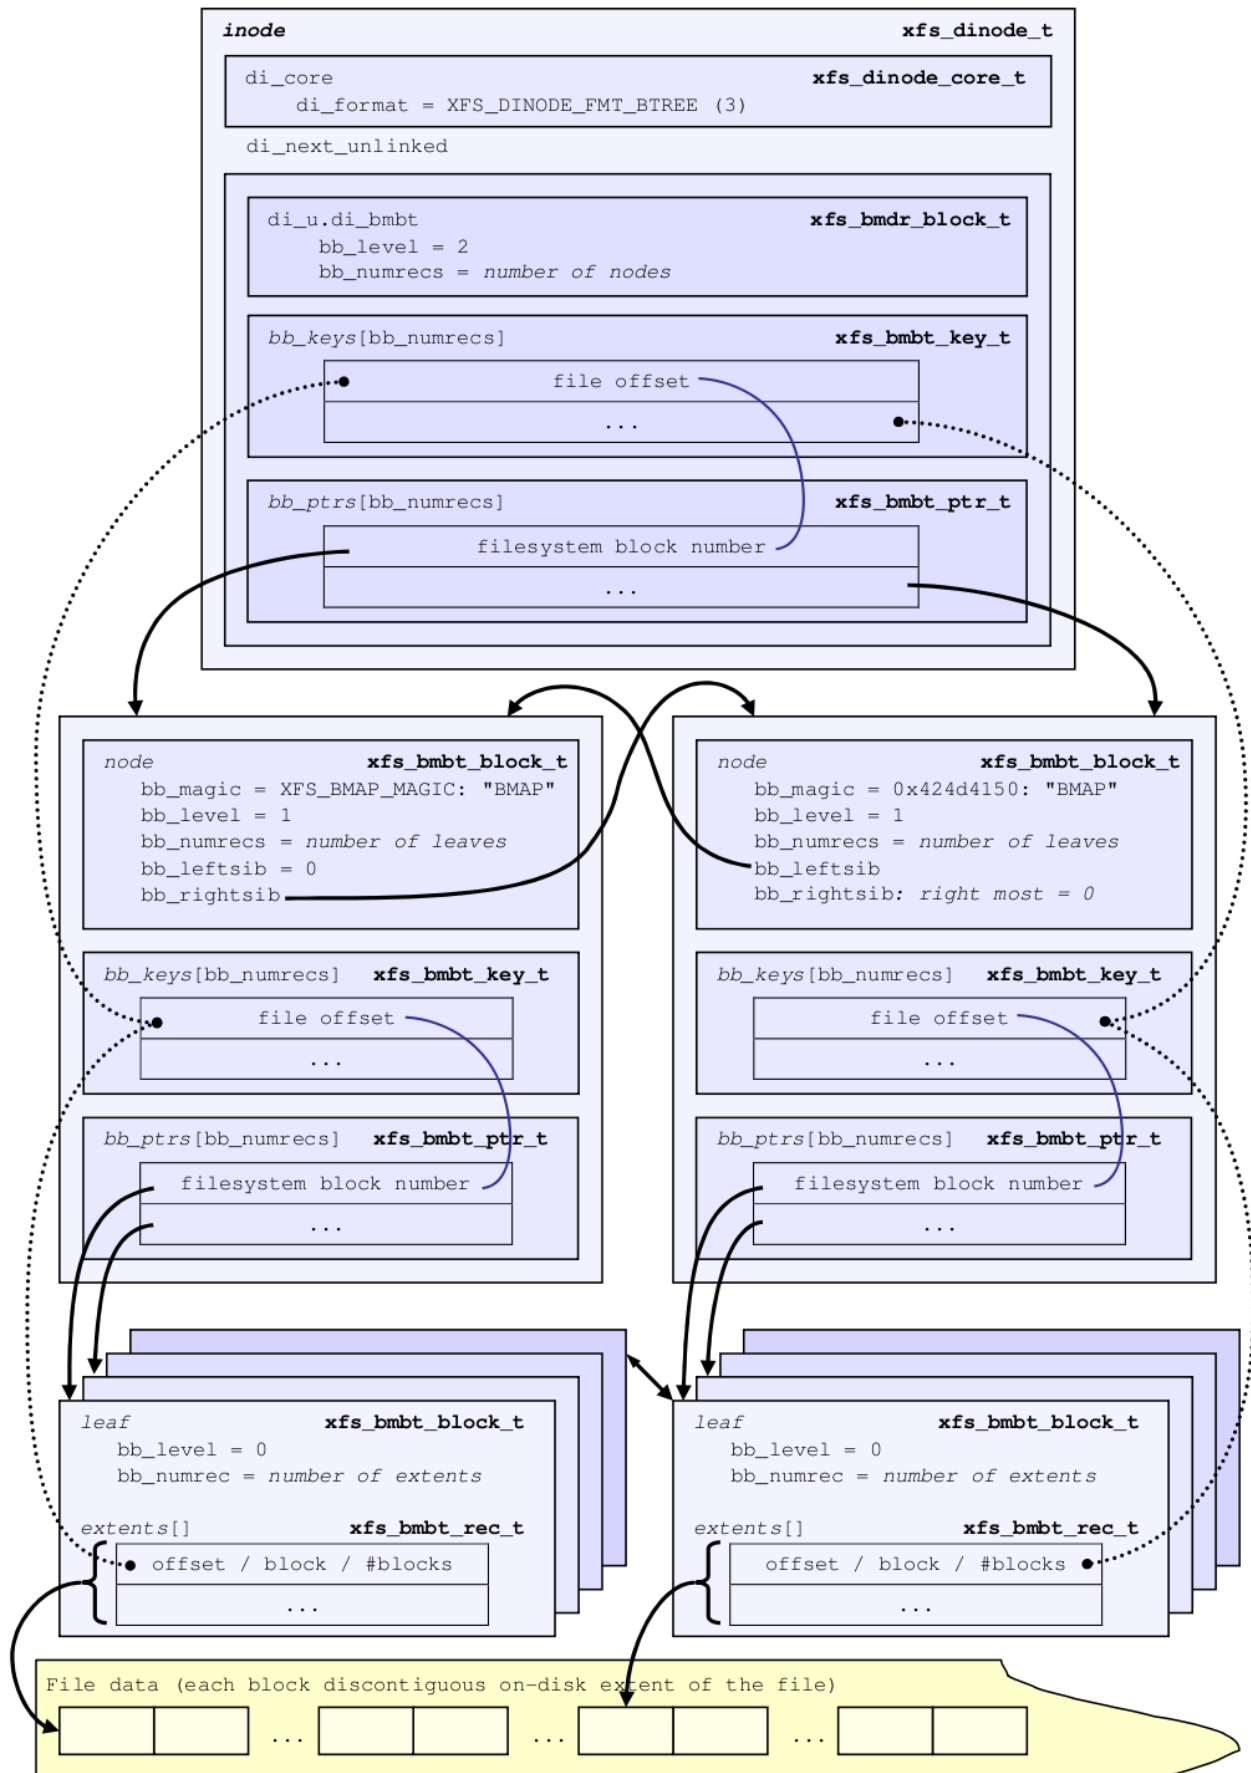 inode xfs_dinode_t
di_core xfs_dinode_core_t
di_format = XFS_DINODE_FMT_BTREE (3)
di_next_unlinked
di_u.di_bmbt xfs_bmdr_block_t
bb_level = 2
bb_numrecs = number of nodes
bb_keys[bb_numrecs] xfs_bmbt_key_t
file offset
...
bb_ptrs[bb_numrecs] xfs_bmbt_ptr_t
filesystem block number
...
node xfs_bmbt_block_t
bb_magic = XFS_BMAP_MAGIC: "BMAP"
bb_level = 1
bb_numrecs = number of leaves
bb_leftsib = 0
bb_rightsib
bb_keys[bb_numrecs] xfs_bmbt_key_t
file offset
...
bb_ptrs[bb_numrecs] xfs_bmbt_ptr_t
filesystem block number
...
node xfs_bmbt_block_t
bb_magic = 0x424d4150: "BMAP"
bb_level = 1
bb_numrecs = number of leaves
bb_leftsib
bb_rightsib: right most = 0
bb_keys[bb_numrecs] xfs_bmbt_key_t
file offset
...
bb_ptrs[bb_numrecs] xfs_bmbt_ptr_t
filesystem block number
...
leaf xfs_bmbt_block_t
bb_level = 0
bb_numrec = number of extents
extents[] xfs_bmbt_rec_t
offset / block / #blocks
...
leaf xfs_bmbt_block_t
bb_level = 0
bb_numrec = number of extents
extents[] xfs_bmbt_rec_t
offset / block / #blocks
...
File data (each block discontiguous on-disk extent of the file)
... ... ...